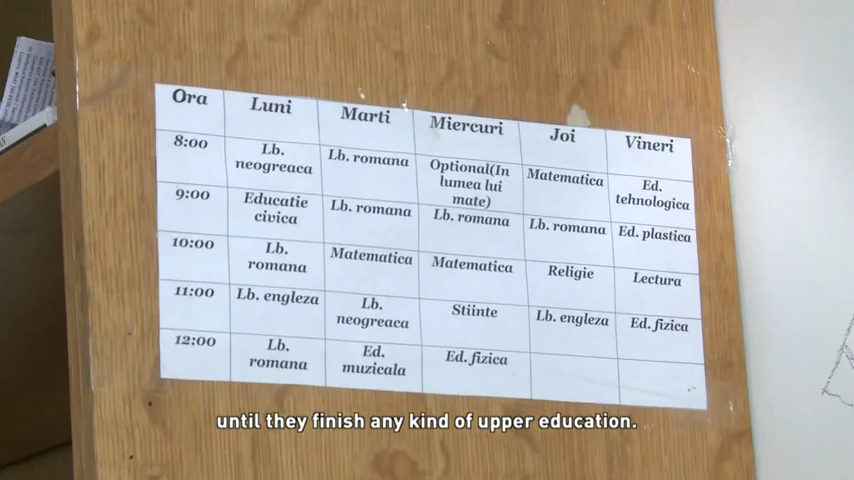 Ora Luni Marti Miercuri Joi Vineri
8:00 Lb. neogreaca Lb. romana Optional(In lumea lui mate) Matematica Ed. tehnologica
9:00 Educatie civica Lb. romana Lb. romana Lb. romana Ed. plastica
10:00 Lb. romana Matematica Matematica Religie Lectura
11:00 Lb. engleza Lb. neogreaca Stiinte Lb. engleza Ed. fizica
12:00 Lb. romana Ed. muzicala Ed. fizica
until they finish any kind of upper education.